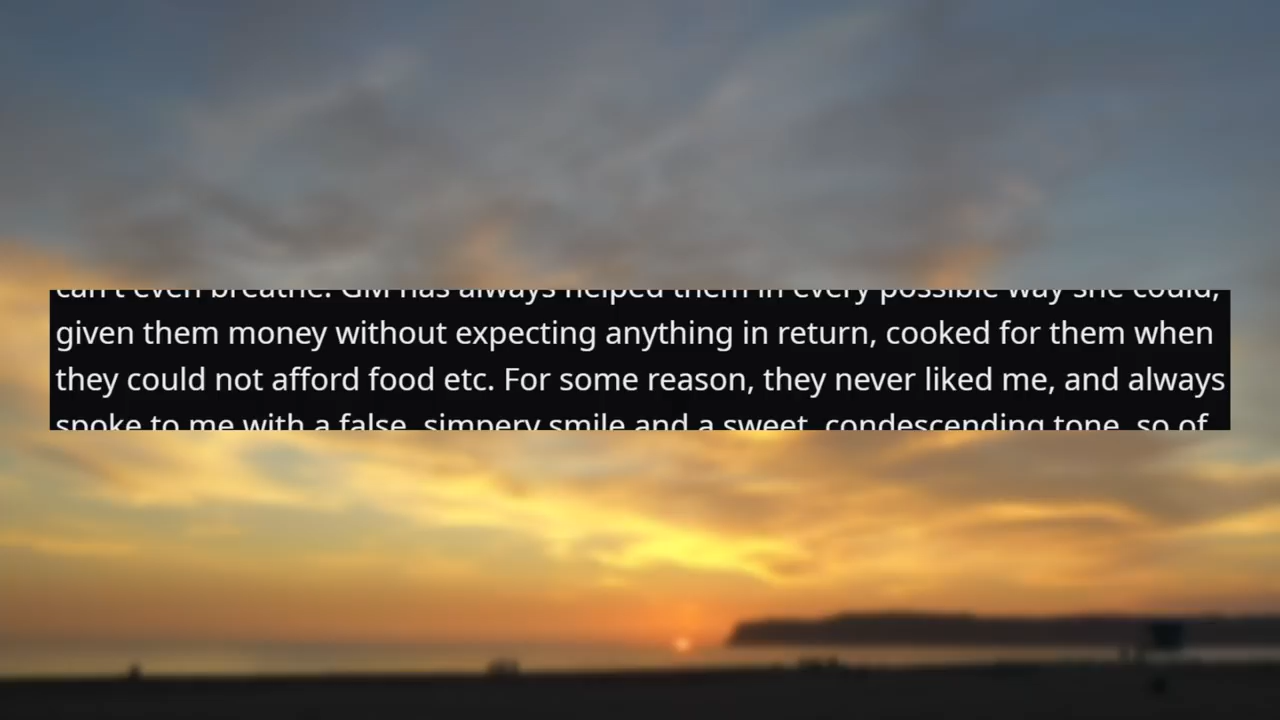 can't even breathe. GM has always helped them in every possible way she could,
given them money without expecting anything in return, cooked for them when
they could not afford food etc. For some reason, they never liked me, and always
spoke to me with a false, simpery smile and a sweet, condescending tone, so of